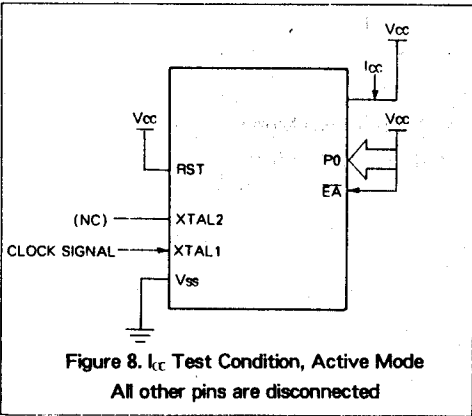 Vcc
Icc
Vcc
Vcc
P0
RST
EA
(NC) XTAL2
CLOCK SIGNAL XTAL1
Vss
Figure 8. Icc Test Condition, Active Mode
All other pins are disconnected